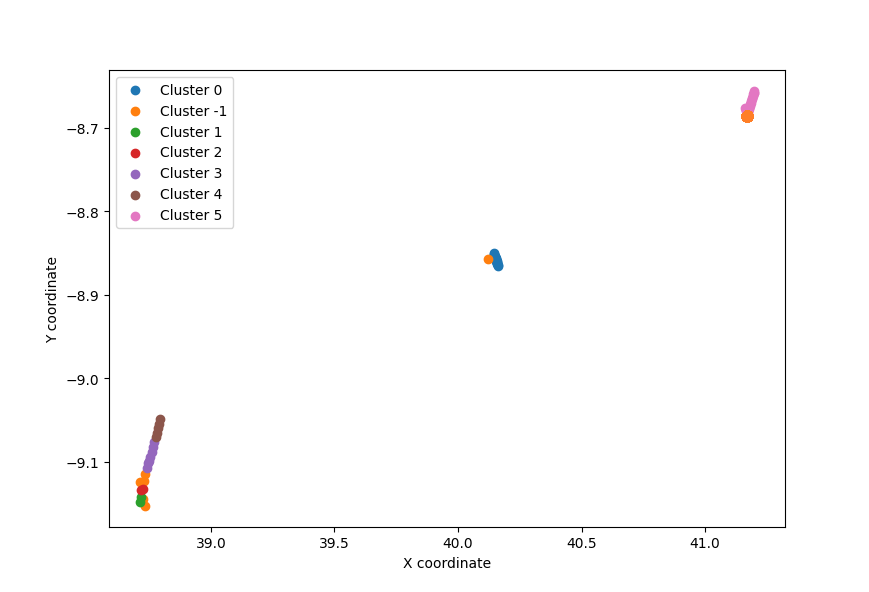 Cluster 0
Cluster -1
Cluster 1
Cluster 2
Cluster 3
Cluster 4
Cluster 5
−8.7
−8.8
−8.9
−9.0
−9.1
Y coordinate
39.0 39.5 40.0 40.5 41.0
X coordinate